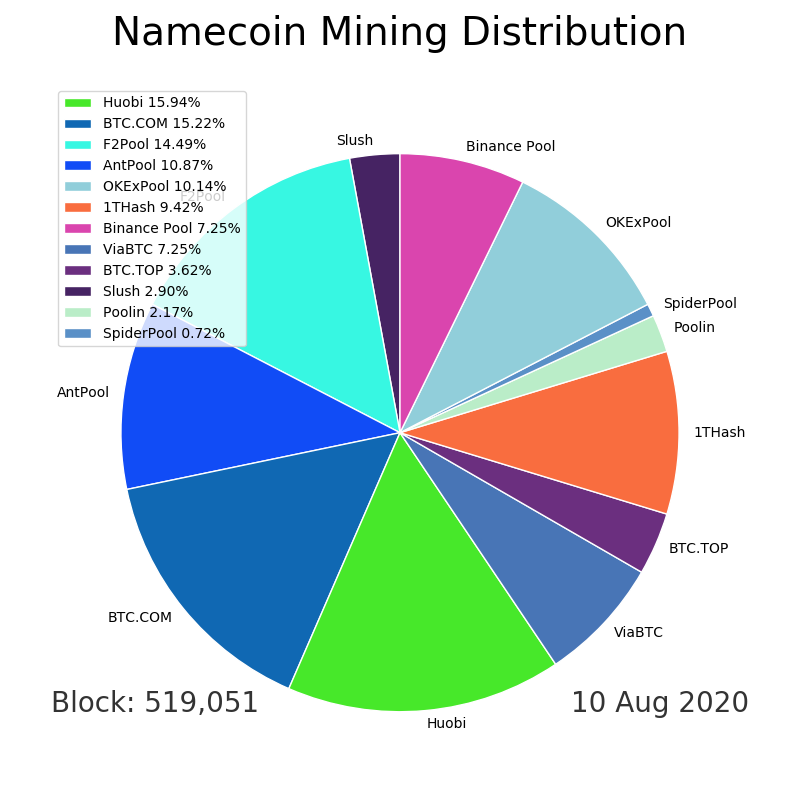 Namecoin Mining Distribution
Huobi 15.94%
BTC.COM 15.22%
F2Pool 14.49%
AntPool 10.87%
OKExPool 10.14%
1THash 9.42%
Binance Pool 7.25%
ViaBTC 7.25%
BTC.TOP 3.62%
Slush 2.90%
Poolin 2.17%
SpiderPool 0.72%
Slush
Binance Pool
F2Pool
OKExPool
SpiderPool
Poolin
AntPool
1THash
BTC.TOP
BTC.COM
ViaBTC
Huobi
Block: 519,051
10 Aug 2020